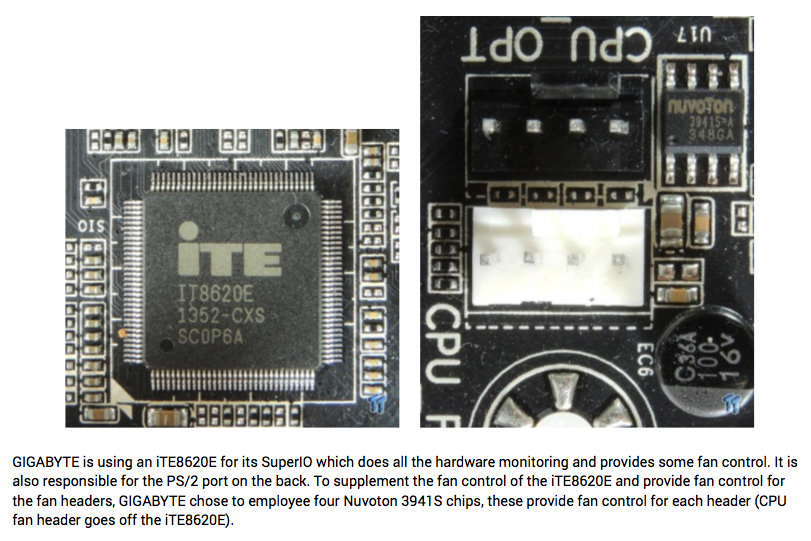 SIO
iTE
IT8620E
1352-CXS
SC0P6A
CPU_OPT
U17
nuvoTon
3941S
348GA
CPU F
EC6
C36A
100
16V
GIGABYTE is using an iTE8620E for its SuperIO which does all the hardware monitoring and provides some fan control. It is
also responsible for the PS/2 port on the back. To supplement the fan control of the iTE8620E and provide fan control for
the fan headers, GIGABYTE chose to employee four Nuvoton 3941S chips, these provide fan control for each header (CPU
fan header goes off the iTE8620E).